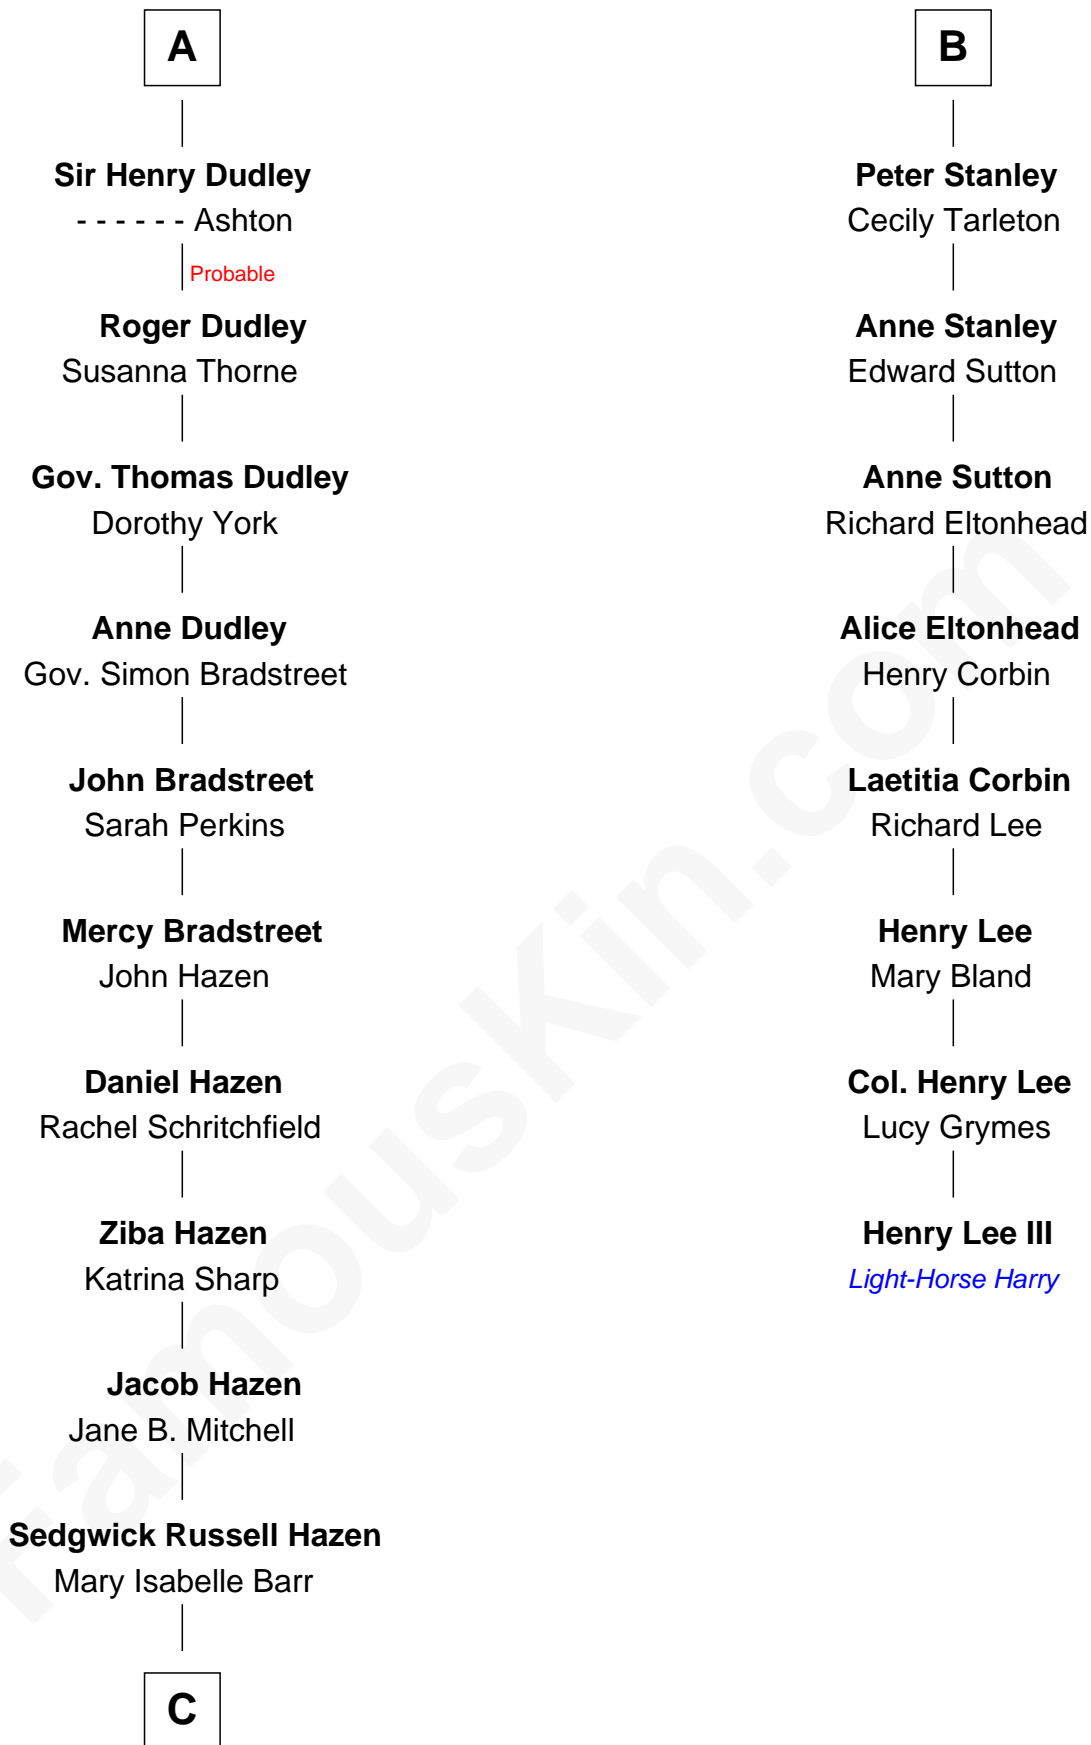 A
Sir Henry Dudley
- - - - - - Ashton
Probable
Roger Dudley
Susanna Thorne
Gov. Thomas Dudley
Dorothy York
Anne Dudley
Gov. Simon Bradstreet
John Bradstreet
Sarah Perkins
Mercy Bradstreet
John Hazen
Daniel Hazen
Rachel Schritchfield
Ziba Hazen
Katrina Sharp
Jacob Hazen
Jane B. Mitchell
Sedgwick Russell Hazen
Mary Isabelle Barr
C
B
Peter Stanley
Cecily Tarleton
Anne Stanley
Edward Sutton
Anne Sutton
Richard Eltonhead
Alice Eltonhead
Henry Corbin
Laetitia Corbin
Richard Lee
Henry Lee
Mary Bland
Col. Henry Lee
Lucy Grymes
Henry Lee III
Light-Horse Harry
FamousKin.com